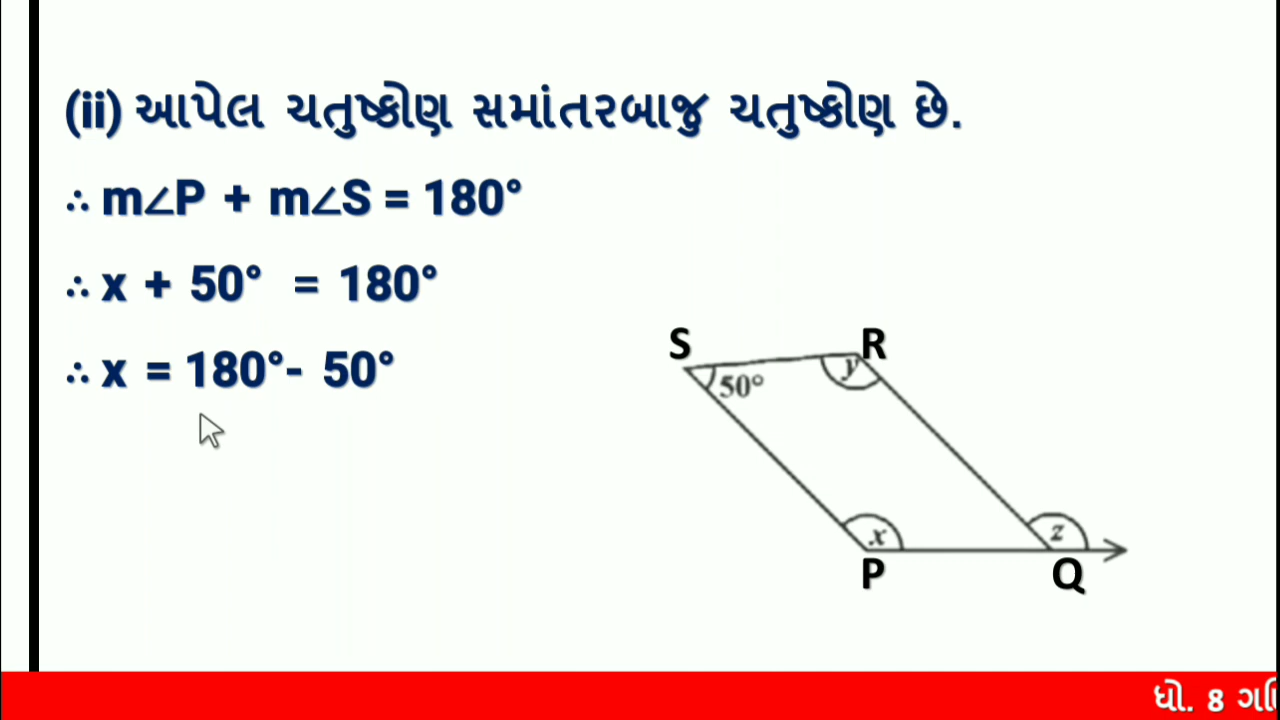 (ii) આપેલ ચતુષ્કોણ સમાંતરબાજુ ચતુષ્કોણ છે.
∴ m∠P + m∠S = 180°
∴ x + 50° = 180°
∴ x = 180°- 50°
S
R
50°
y
x
z
P
Q
ધો. 8